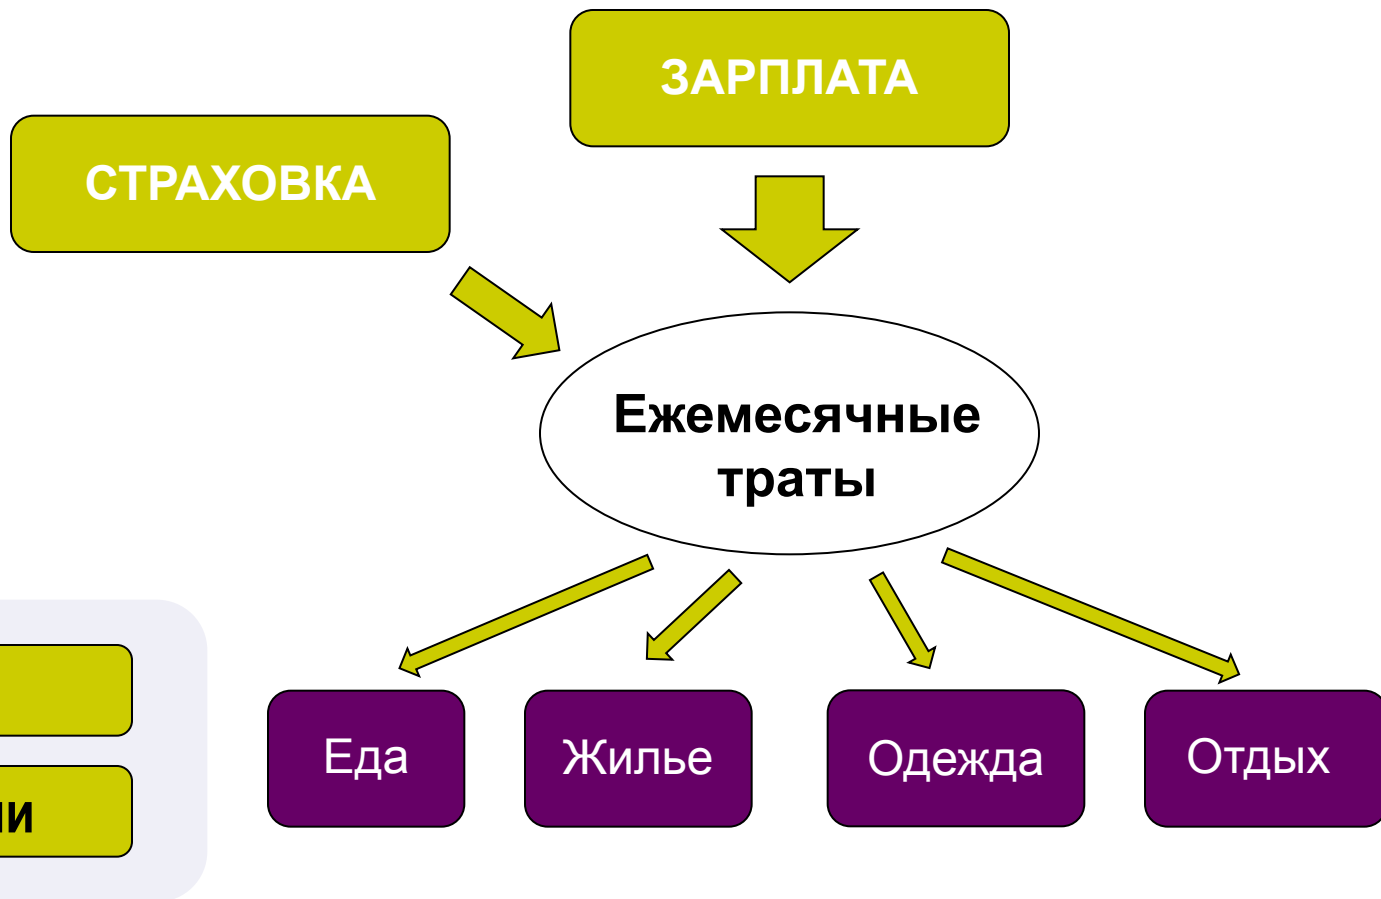 ЗАРПЛАТА
СТРАХОВКА
Ежемесячные
траты
Еда
Жилье
Одежда
Отдых